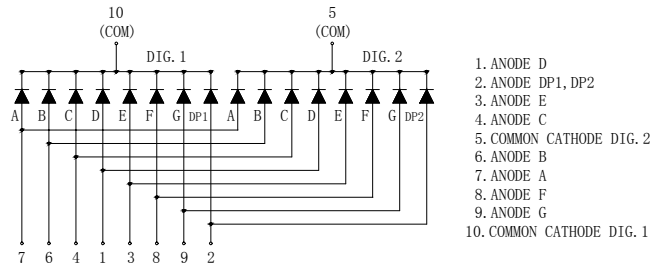 10
(COM)
5
(COM)
DIG. 1
DIG. 2
A B C D E F G DP1 A B C D E F G DP2
7 6 4 1 3 8 9 2
1. ANODE D
2. ANODE DP1, DP2
3. ANODE E
4. ANODE C
5. COMMON CATHODE DIG. 2
6. ANODE B
7. ANODE A
8. ANODE F
9. ANODE G
10. COMMON CATHODE DIG. 1